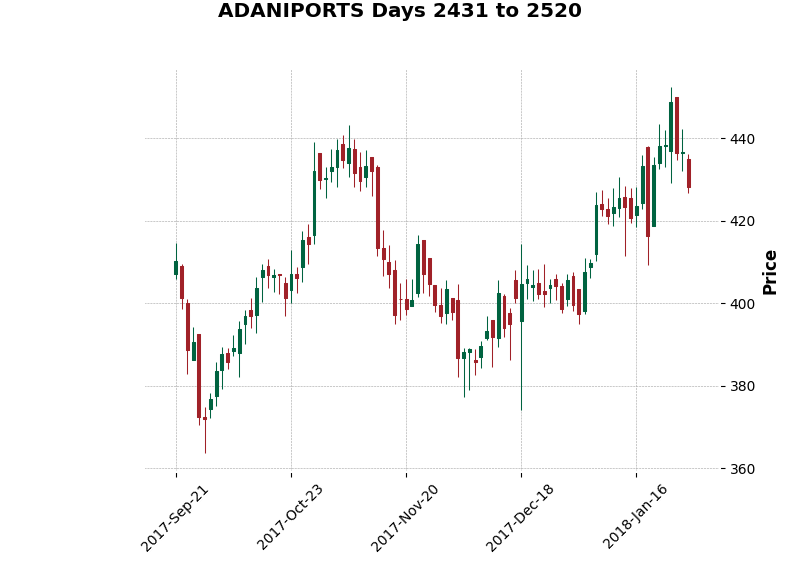 ADANIPORTS Days 2431 to 2520
440
420
400
380
360
Price
2017-Sep-21
2017-Oct-23
2017-Nov-20
2017-Dec-18
2018-Jan-16